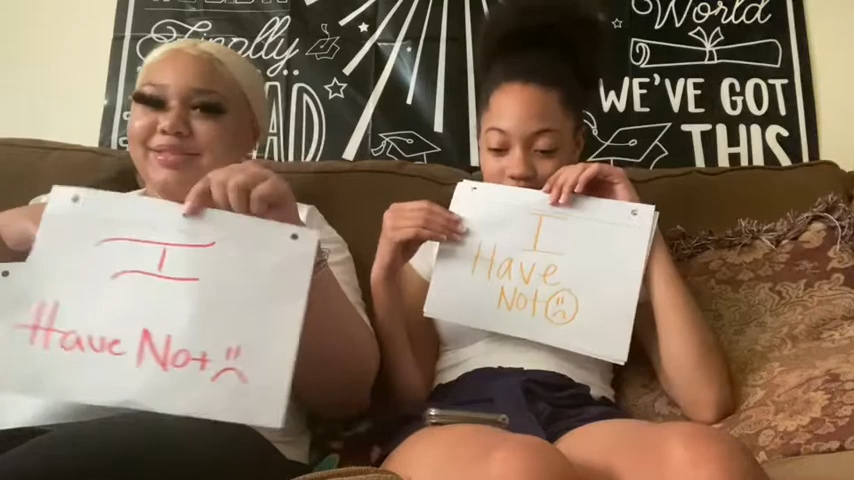 Finally
World
WE'VE GOT
THIS
I
Have Not
I
Have
Not